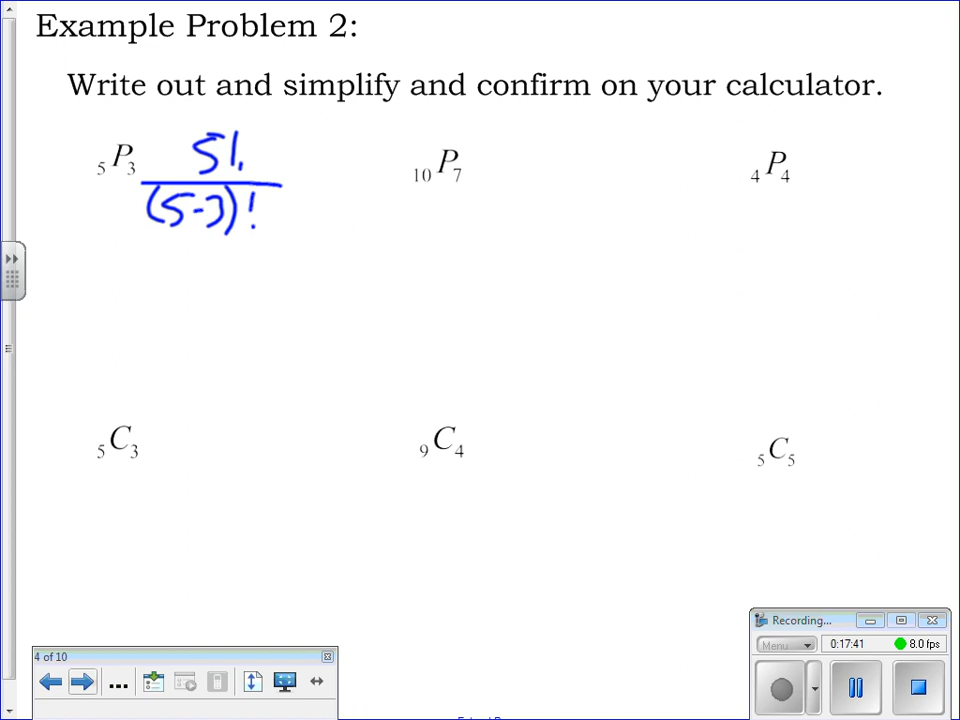 Example Problem 2:
Write out and simplify and confirm on your calculator.
5P3 5!/(5-3)! 10P7 4P4
5C3 9C4 5C5
Recording...
Menu 0:17:41 8.0 fps
4 of 10